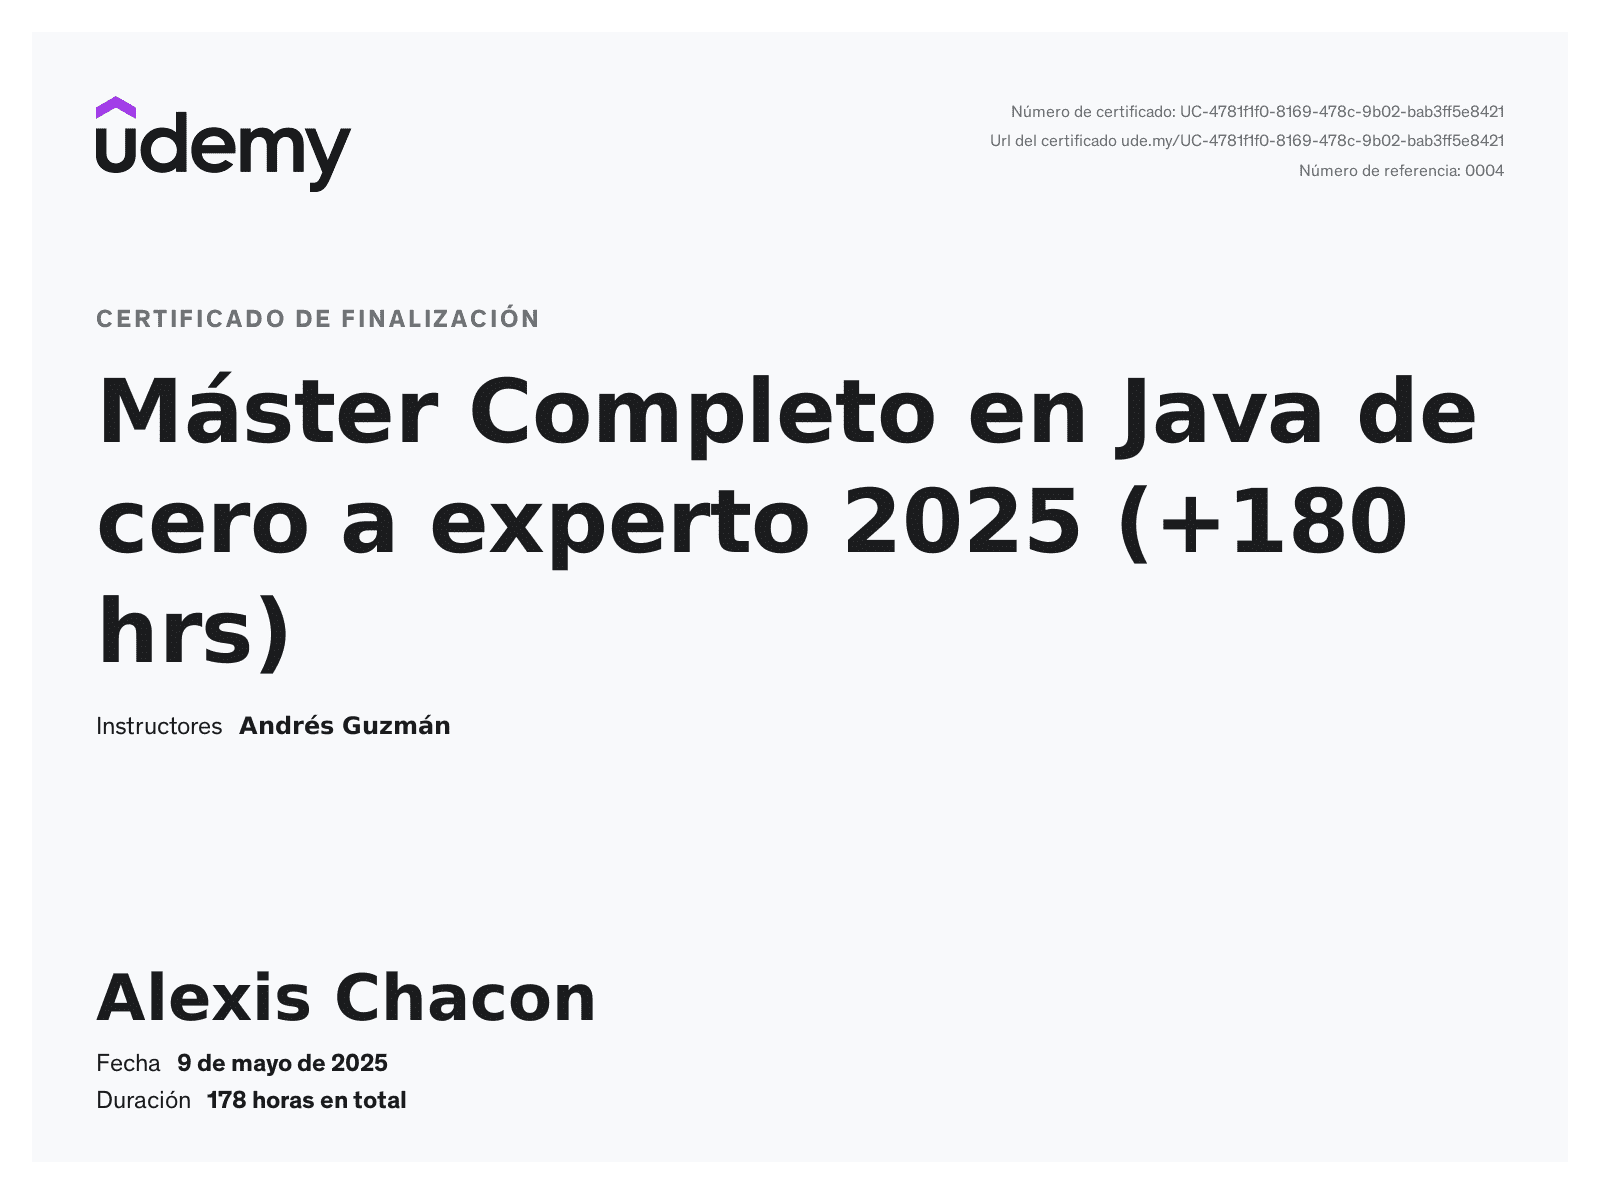 udemy
Número de certificado: UC-4781f1f0-8169-478c-9b02-bab3ff5e8421
Url del certificado ude.my/UC-4781f1f0-8169-478c-9b02-bab3ff5e8421
Número de referencia: 0004
CERTIFICADO DE FINALIZACIÓN
Máster Completo en Java de
cero a experto 2025 (+180
hrs)
Instructores Andrés Guzmán
Alexis Chacon
Fecha 9 de mayo de 2025
Duración 178 horas en total